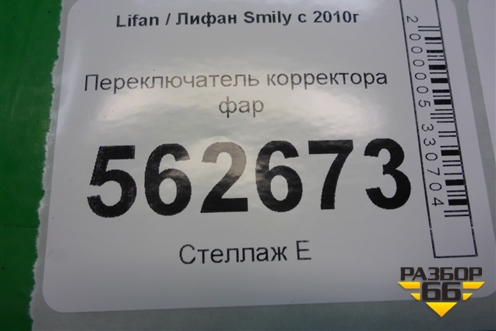 Lifan / Лифан Smily с 2010г
Переключатель корректора
фар
562673
Стеллаж Е
2000005330704
РАЗБОР
66